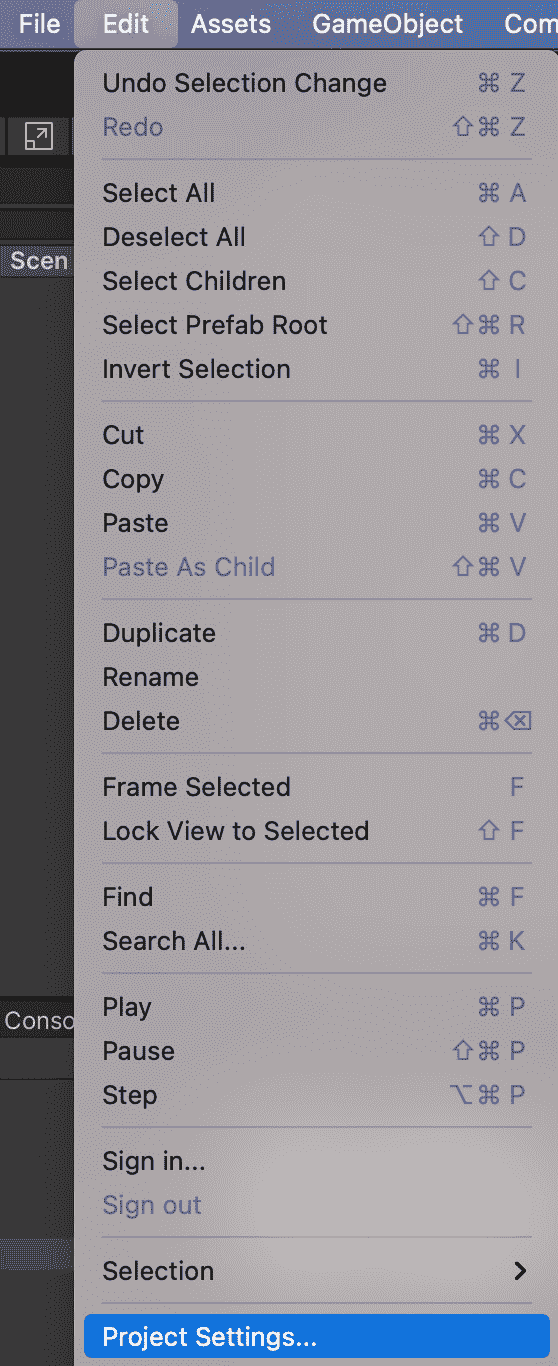 File Edit Assets GameObject Com
Undo Selection Change ⌘ Z
Redo ⇧⌘ Z
Scen
Select All ⌘ A
Deselect All ⇧ D
Select Children ⇧ C
Select Prefab Root ⇧⌘ R
Invert Selection ⌘ I
Cut ⌘ X
Copy ⌘ C
Paste ⌘ V
Paste As Child ⇧⌘ V
Duplicate ⌘ D
Rename
Delete ⌘⌫
Frame Selected F
Lock View to Selected ⇧ F
Find ⌘ F
Search All... ⌘ K
Conso
Play ⌘ P
Pause ⇧⌘ P
Step ⌥⌘ P
Sign in...
Sign out
Selection >
Project Settings...